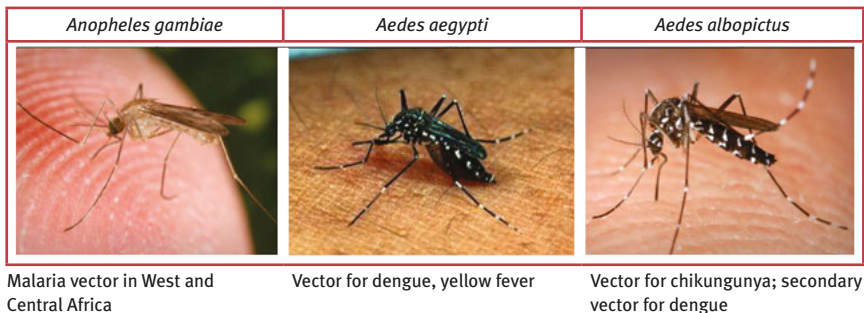 Anopheles gambiae
Aedes aegypti
Aedes albopictus
Malaria vector in West and
Central Africa
Vector for dengue, yellow fever
Vector for chikungunya; secondary
vector for dengue